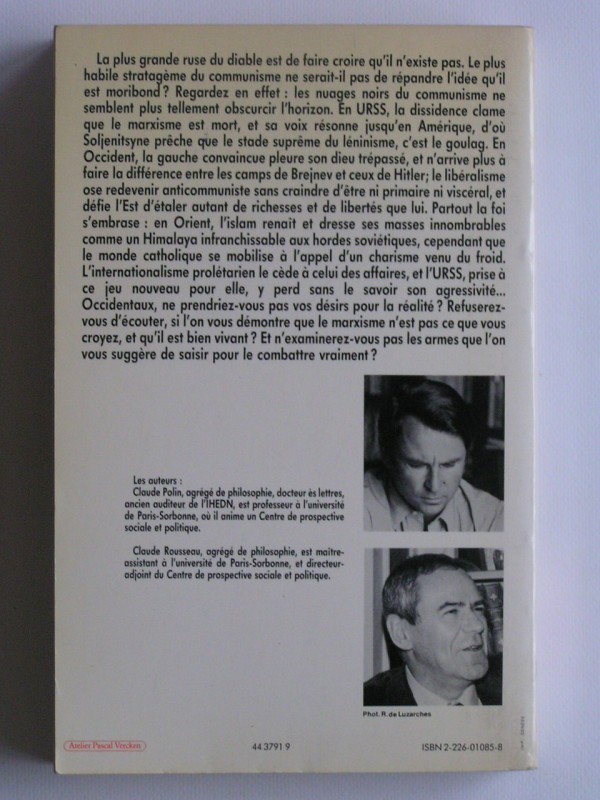 La plus grande ruse du diable est de faire croire qu'il n'existe pas. Le plus
habile stratagème du communisme ne serait-il pas de répandre l'idée qu'il
est moribond ? Regardez en effet : les nuages noirs du communisme ne
semblent plus tellement obscurcir l'horizon. En URSS, la dissidence clame
que le marxisme est mort, et sa voix résonne jusqu'en Amérique, d'où
Soljenitsyne prêche que le stade suprême du léninisme, c'est le goulag. En
Occident, la gauche convaincue pleure son dieu trépassé, et n'arrive plus à
faire la différence entre les camps de Brejnev et ceux de Hitler; le libéralisme
ose redevenir anticommuniste sans craindre d'être ni primaire ni viscéral, et
défie l'Est d'étaler autant de richesses et de libertés que lui. Partout la foi
s'embrase : en Orient, l'islam renaît et dresse ses masses innombrables
comme un Himalaya infranchissable aux hordes soviétiques, cependant que
le monde catholique se mobilise à l'appel d'un charisme venu du froid.
L'internationalisme prolétarien le cède à celui des affaires, et l'URSS, prise à
ce jeu nouveau pour elle, y perd sans le savoir son agressivité...
Occidentaux, ne prendriez-vous pas vos désirs pour la réalité ? Refuserez-
vous d'écouter, si l'on vous démontre que le marxisme n'est pas ce que vous
croyez, et qu'il est bien vivant ? Et n'examinerez-vous pas les armes que l'on
vous suggère de saisir pour le combattre vraiment ?
Les auteurs :
Claude Polin, agrégé de philosophie, docteur ès lettres,
ancien auditeur de l'IHEDN, est professeur à l'université
de Paris-Sorbonne, où il anime un Centre de prospective
sociale et politique.
Claude Rousseau, agrégé de philosophie, est maître-
assistant à l'université de Paris-Sorbonne, et directeur-
adjoint du Centre de prospective sociale et politique.
Phot. R. de Luzarches
Atelier Pascal Vercken
44 3791 9
ISBN 2-226-01085-8